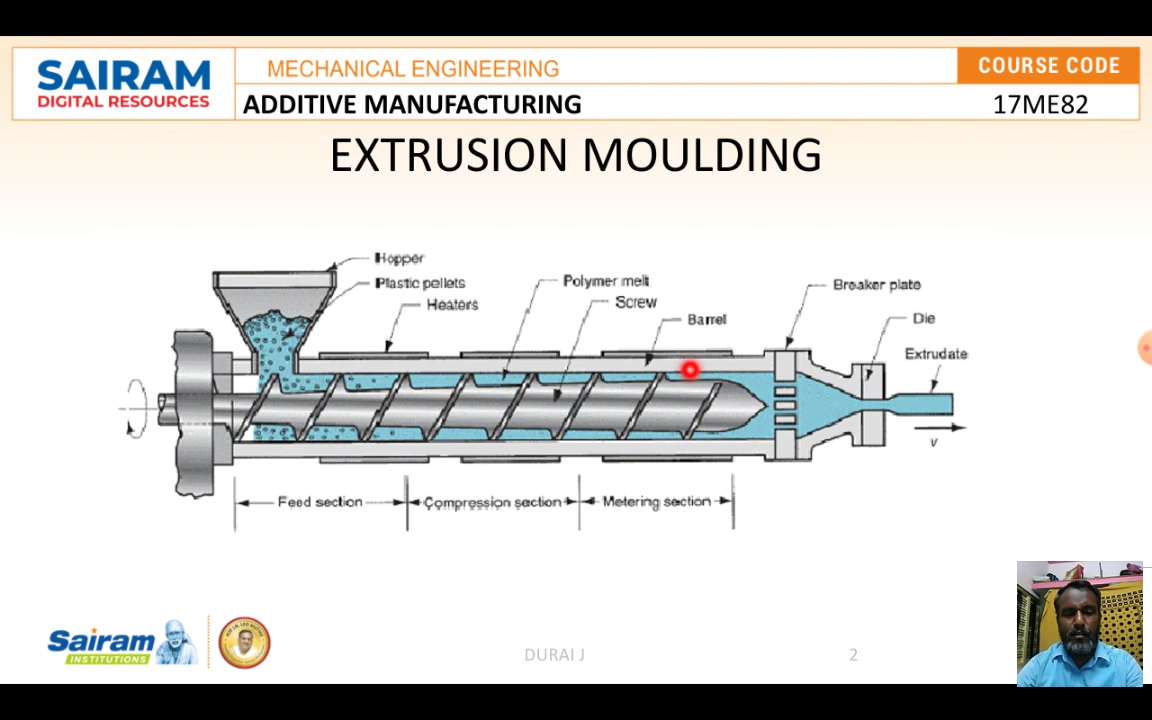 SAIRAM
DIGITAL RESOURCES
MECHANICAL ENGINEERING
COURSE CODE
ADDITIVE MANUFACTURING
17ME82
EXTRUSION MOULDING
Hopper
Plastic pellets
Heaters
Polymer melt
Screw
Barrel
Breaker plate
Die
Extrudate
v
Feed section
Compression section
Metering section
Sairam
INSTITUTIONS
DURAI J
2